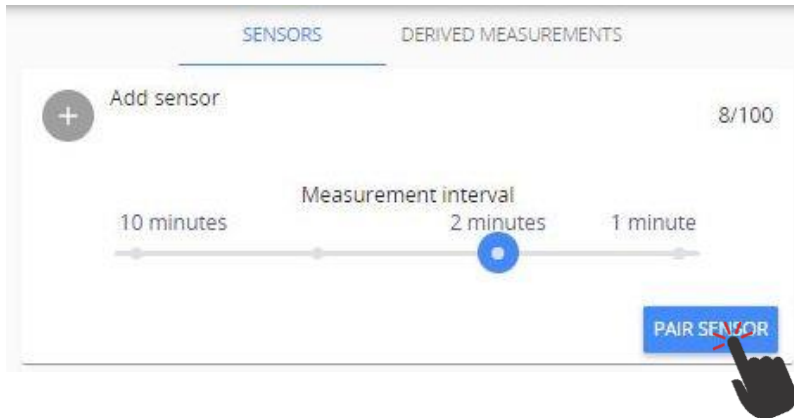 SENSORS DERIVED MEASUREMENTS
Add sensor
8/100
Measurement interval
10 minutes 2 minutes 1 minute
PAIR SENSOR